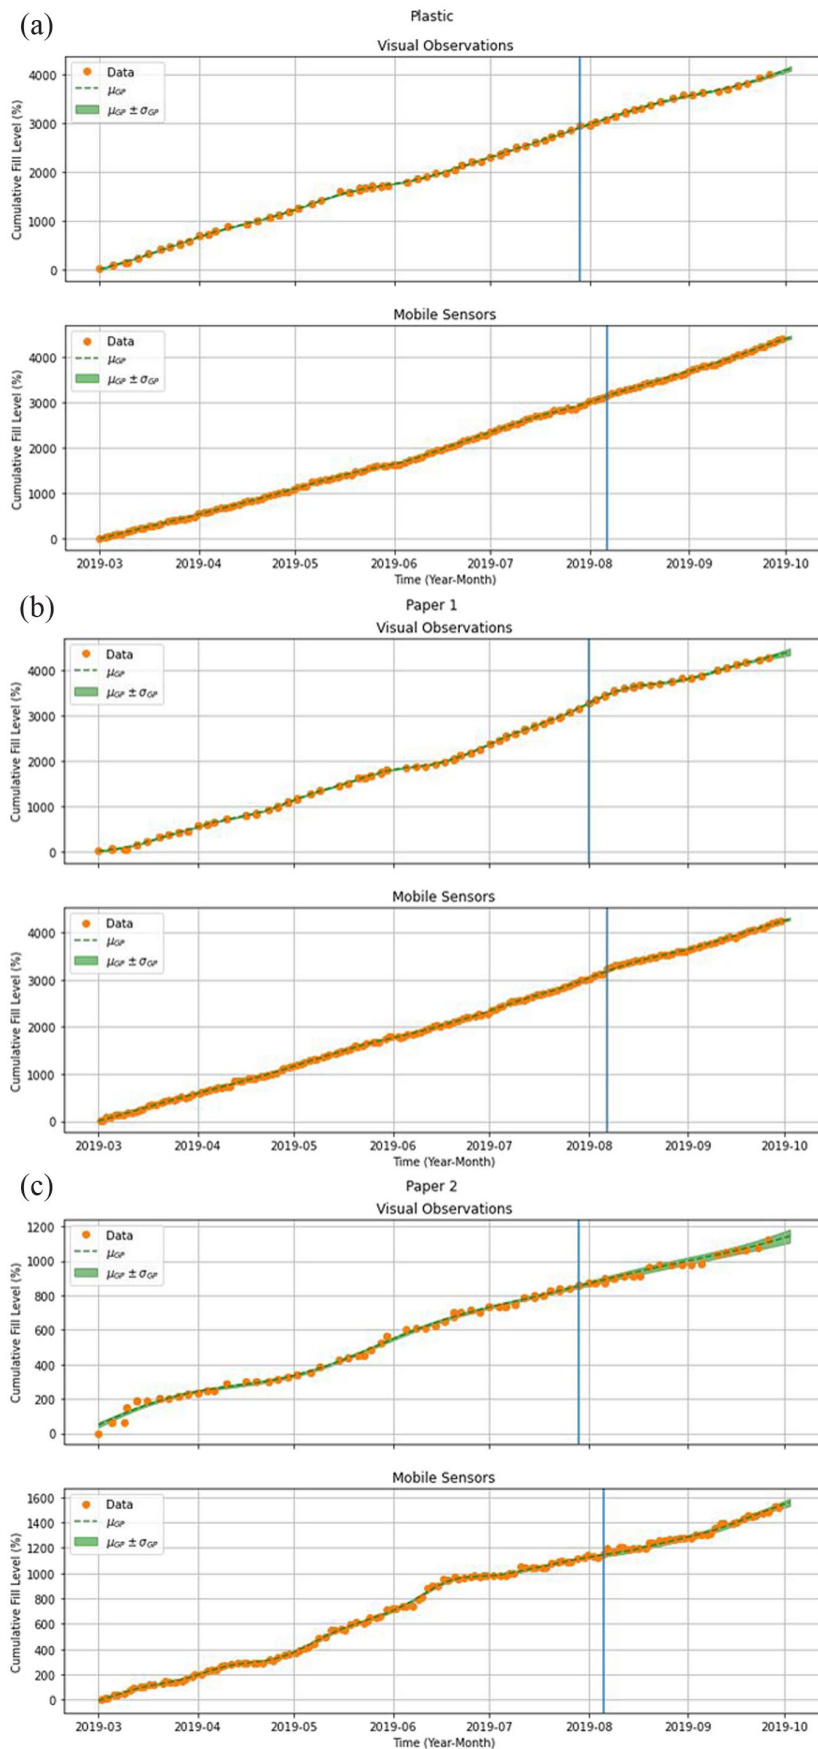 (a)
Plastic
Visual Observations
Data
μGP
μGP ± σGP
Cumulative Fill Level (%)
4000
3000
2000
1000
0
Mobile Sensors
Data
μGP
μGP ± σGP
Cumulative Fill Level (%)
4000
3000
2000
1000
0
2019-03 2019-04 2019-05 2019-06 2019-07 2019-08 2019-09 2019-10
Time (Year-Month)
(b)
Paper 1
Visual Observations
Data
μGP
μGP ± σGP
Cumulative Fill Level (%)
4000
3000
2000
1000
0
Mobile Sensors
Data
μGP
μGP ± σGP
Cumulative Fill Level (%)
4000
3000
2000
1000
0
2019-03 2019-04 2019-05 2019-06 2019-07 2019-08 2019-09 2019-10
Time (Year-Month)
(c)
Paper 2
Visual Observations
Data
μGP
μGP ± σGP
Cumulative Fill Level (%)
1200
1000
800
600
400
200
0
Mobile Sensors
Data
μGP
μGP ± σGP
Cumulative Fill Level (%)
1600
1400
1200
1000
800
600
400
200
0
2019-03 2019-04 2019-05 2019-06 2019-07 2019-08 2019-09 2019-10
Time (Year-Month)